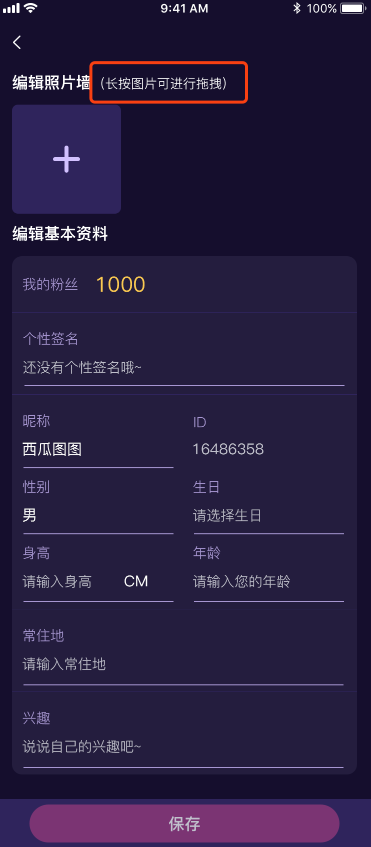 9:41 AM 100%
编辑照片墙（长按图片可进行拖拽）
编辑基本资料
我的粉丝 1000
个性签名
还没有个性签名哦~
昵称 ID
西瓜图图 16486358
性别 生日
男 请选择生日
身高 年龄
请输入身高 CM 请输入您的年龄
常住地
请输入常住地
兴趣
说说自己的兴趣吧~
保存